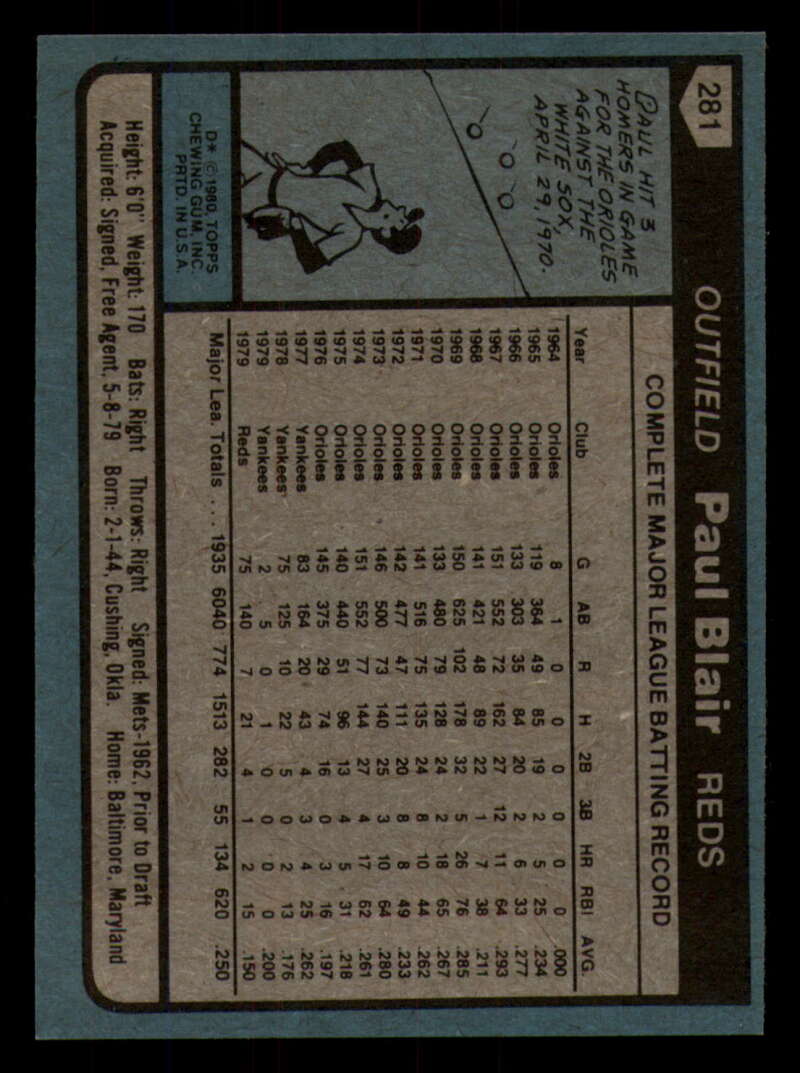 281 OUTFIELD Paul Blair REDS
PAUL HIT 3
HOMERS IN GAME
FOR THE ORIOLES
AGAINST THE
WHITE SOX,
APRIL 29, 1970.
D* © 1980, TOPPS
CHEWING GUM, INC.
PRTD. IN U.S.A.
COMPLETE MAJOR LEAGUE BATTING RECORD
Year Club G AB R H 2B 3B HR RBI AVG.
1964 Orioles 8 1 0 0 0 0 0 0 .000
1965 Orioles 119 364 49 85 19 2 5 25 .234
1966 Orioles 133 303 35 84 20 2 6 33 .277
1967 Orioles 151 552 72 162 27 12 11 64 .293
1968 Orioles 141 421 48 89 22 1 7 38 .211
1969 Orioles 150 625 102 178 32 5 26 76 .285
1970 Orioles 133 480 79 128 24 2 18 65 .267
1971 Orioles 141 516 75 135 24 8 10 44 .262
1972 Orioles 142 477 47 111 20 8 8 49 .233
1973 Orioles 146 500 73 140 25 3 10 64 .280
1974 Orioles 151 552 77 144 27 4 17 62 .261
1975 Orioles 140 440 51 96 13 4 5 31 .218
1976 Orioles 145 375 29 74 16 0 3 16 .197
1977 Yankees 83 164 20 43 4 3 4 25 .262
1978 Yankees 75 125 10 22 5 0 2 13 .176
1979 Yankees 2 5 0 1 0 0 0 0 .200
1979 Reds 75 140 7 21 4 1 2 15 .150
Major Lea. Totals . . . 1935 6040 774 1513 282 55 134 620 .250
Height: 6'0" Weight: 170 Bats: Right Throws: Right Signed: Mets-1962, Prior to Draft
Acquired: Signed, Free Agent, 5-8-79 Born: 2-1-44, Cushing, Okla. Home: Baltimore, Maryland